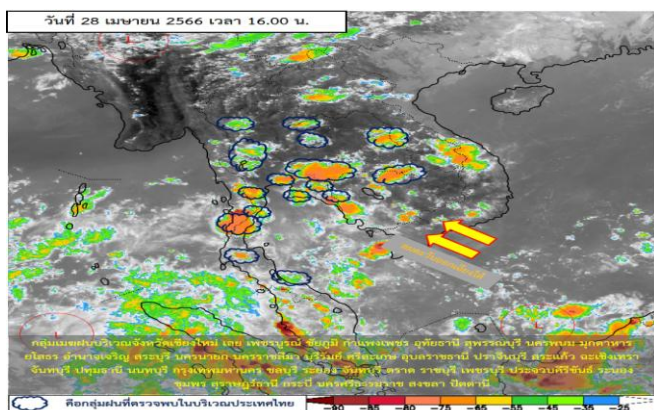 วันที่ 28 เมษายน 2566 เวลา 16.00 น.
กลุ่มเมฆฝนบริเวณจังหวัดเชียงใหม่ เลย เพชรบูรณ์ ชัยภูมิ กำแพงเพชร อุทัยธานี สุพรรณบุรี นครพนม มุกดาหาร
ยโสธร อำนาจเจริญ สระบุรี นครนายก นครราชสีมา บุรีรัมย์ ศรีสะเกษ อุบลราชธานี ปราจีนบุรี สระแก้ว ฉะเชิงเทรา
จันทบุรี ปทุมธานี นนทบุรี กรุงเทพมหานคร ชลบุรี ระยอง จันทบุรี ตราด ราชบุรี เพชรบุรี ประจวบคีรีขันธ์ ระนอง
ชุมพร สุราษฎร์ธานี กระบี่ นครศรีธรรมราช สงขลา ปัตตานี
คือกลุ่มฝนที่ตรวจพบในบริเวณประเทศไทย
-90 -85 -80 -65 -55 -45 -35 -30 -25